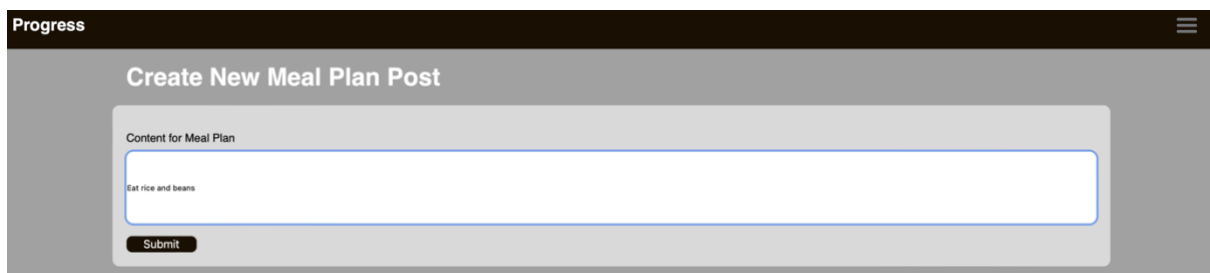 Progress
Create New Meal Plan Post
Content for Meal Plan
Eat rice and beans
Submit